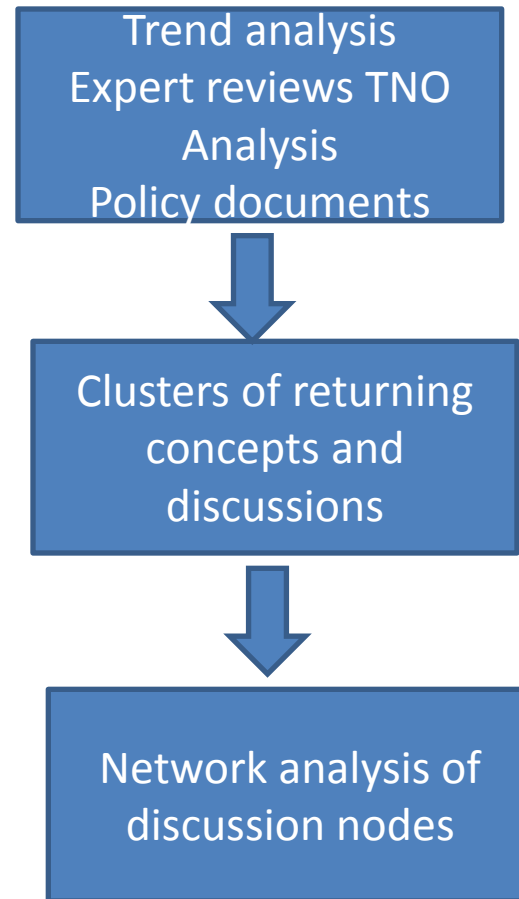 Trend analysis
Expert reviews TNO
Analysis
Policy documents
Clusters of returning
concepts and
discussions
Network analysis of
discussion nodes